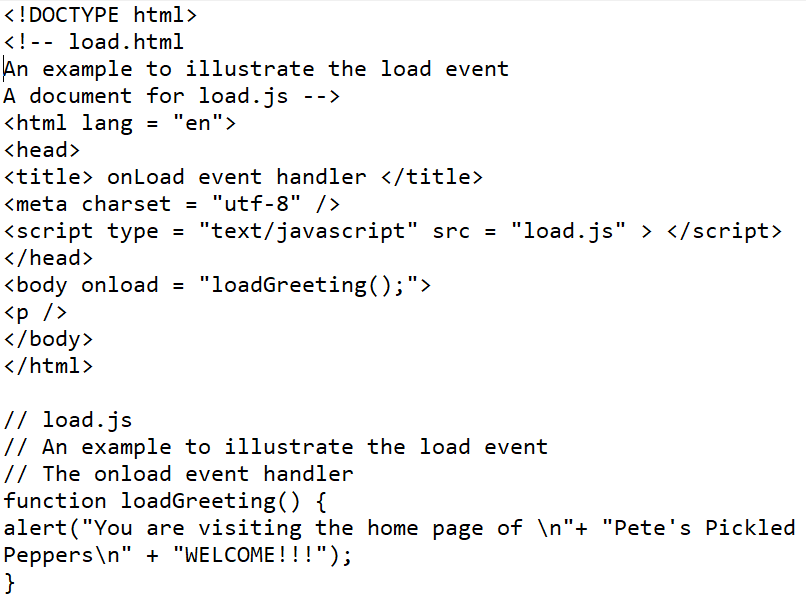 <!DOCTYPE html>
<!-- load.html
An example to illustrate the load event
A document for load.js -->
<html lang = "en">
<head>
<title> onLoad event handler </title>
<meta charset = "utf-8" />
<script type = "text/javascript" src = "load.js" > </script>
</head>
<body onload = "loadGreeting();">
<p />
</body>
</html>

// load.js
// An example to illustrate the load event
// The onload event handler
function loadGreeting() {
alert("You are visiting the home page of \n"+ "Pete's Pickled
Peppers\n" + "WELCOME!!!");
}